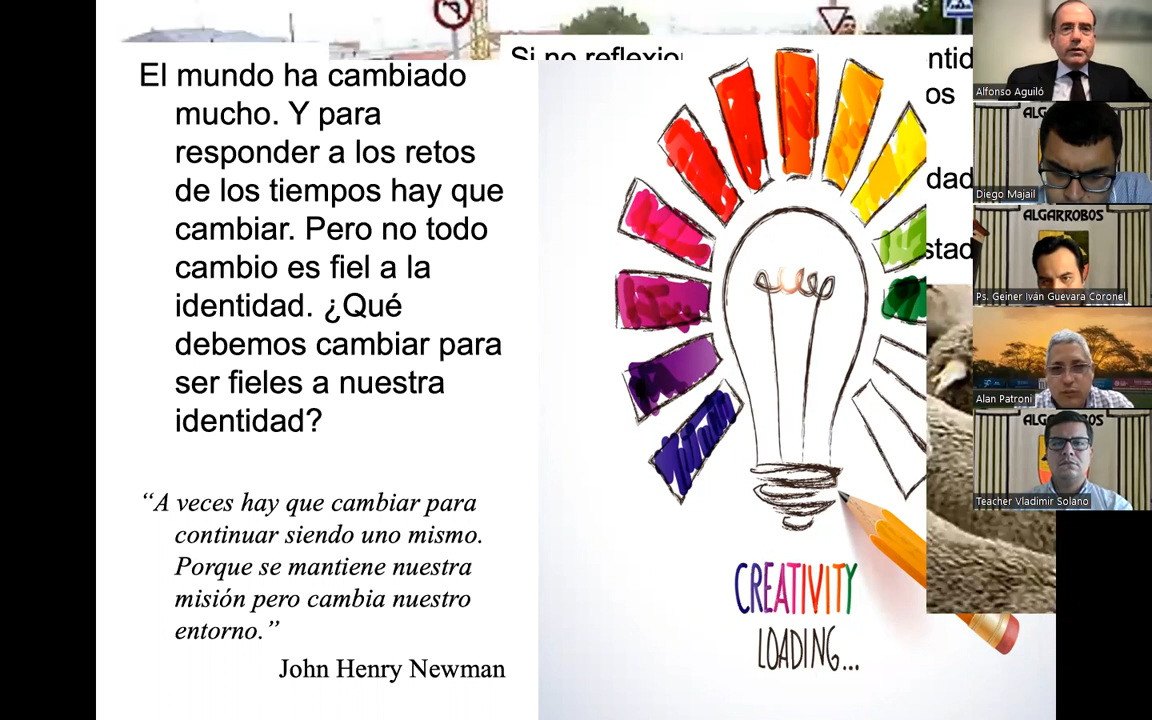 El mundo ha cambiado
mucho. Y para
responder a los retos
de los tiempos hay que
cambiar. Pero no todo
cambio es fiel a la
identidad. ¿Qué
debemos cambiar para
ser fieles a nuestra
identidad?
“A veces hay que cambiar para
continuar siendo uno mismo.
Porque se mantiene nuestra
misión pero cambia nuestro
entorno.”
John Henry Newman
Si no
CREATIVITY
LOADING...
Alfonso Aguiló
Diego Majail
ALGARROBOS
Ps. Geiner Iván Guevara Coronel
Alan Patroni
Teacher Vladimir Solano